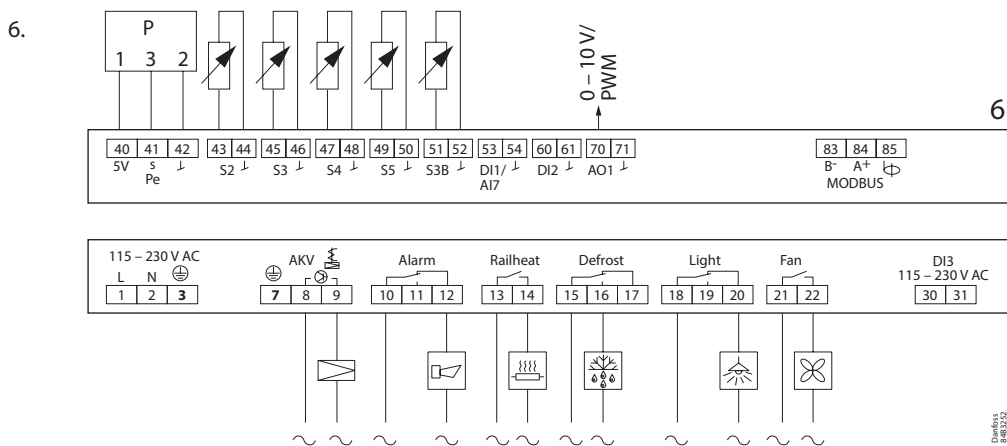 6.
P
1 3 2
0 – 10 V/
PWM
6
40 41 42 43 44 45 46 47 48 49 50 51 52 53 54 60 61 70 71 83 84 85
5V s S2 S3 S4 S5 S3B DI1/ DI2 AO1 B- A+
Pe AI7 MODBUS
115 – 230 V AC AKV Alarm Railheat Defrost Light Fan DI3
L N 115 – 230 V AC
1 2 3 7 8 9 10 11 12 13 14 15 16 17 18 19 20 21 22 30 31
Danfoss
84B3252